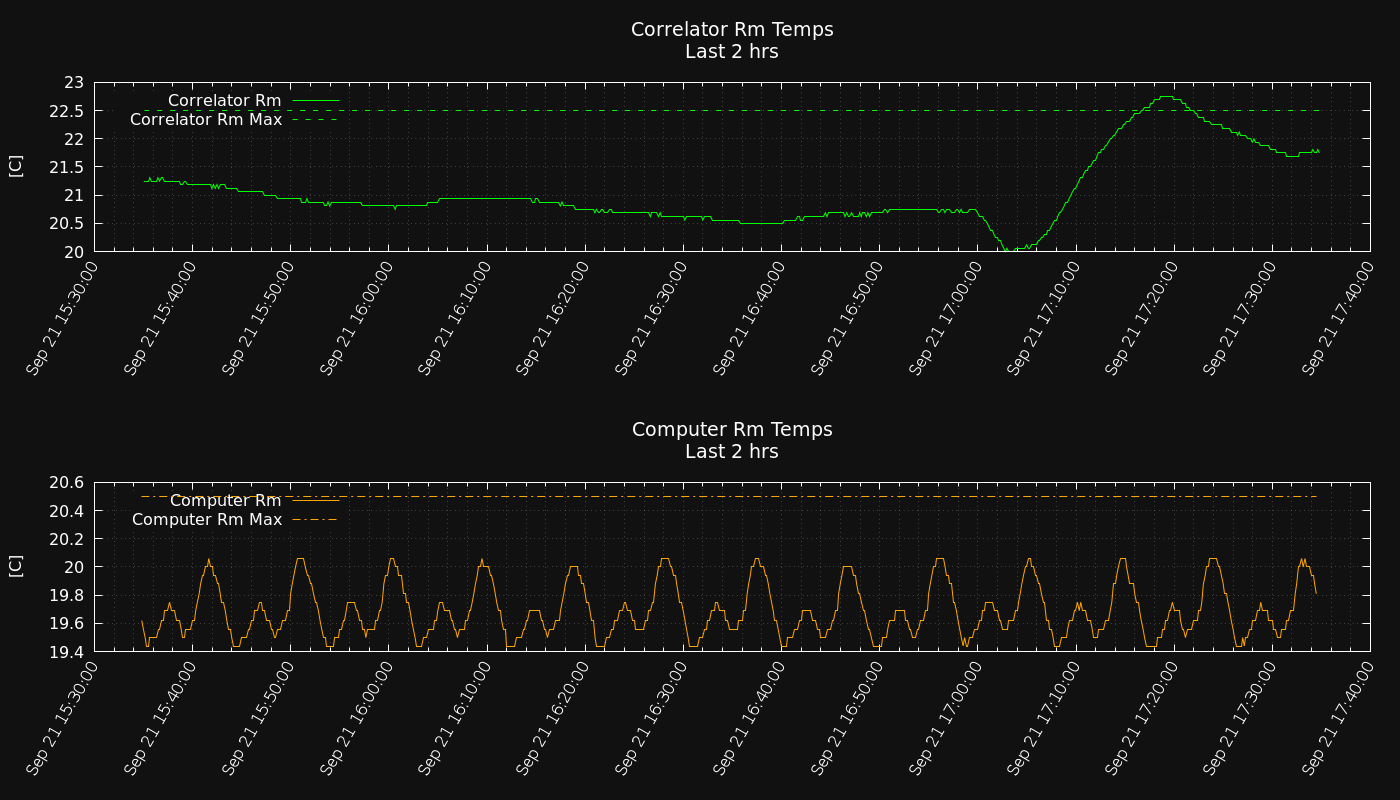 Correlator Rm Temps
Last 2 hrs
[C]
23
22.5
22
21.5
21
20.5
20
Correlator Rm
Correlator Rm Max
Sep 21 15:30:00
Sep 21 15:40:00
Sep 21 15:50:00
Sep 21 16:00:00
Sep 21 16:10:00
Sep 21 16:20:00
Sep 21 16:30:00
Sep 21 16:40:00
Sep 21 16:50:00
Sep 21 17:00:00
Sep 21 17:10:00
Sep 21 17:20:00
Sep 21 17:30:00
Sep 21 17:40:00
Computer Rm Temps
Last 2 hrs
[C]
20.6
20.4
20.2
20
19.8
19.6
19.4
Computer Rm
Computer Rm Max
Sep 21 15:30:00
Sep 21 15:40:00
Sep 21 15:50:00
Sep 21 16:00:00
Sep 21 16:10:00
Sep 21 16:20:00
Sep 21 16:30:00
Sep 21 16:40:00
Sep 21 16:50:00
Sep 21 17:00:00
Sep 21 17:10:00
Sep 21 17:20:00
Sep 21 17:30:00
Sep 21 17:40:00